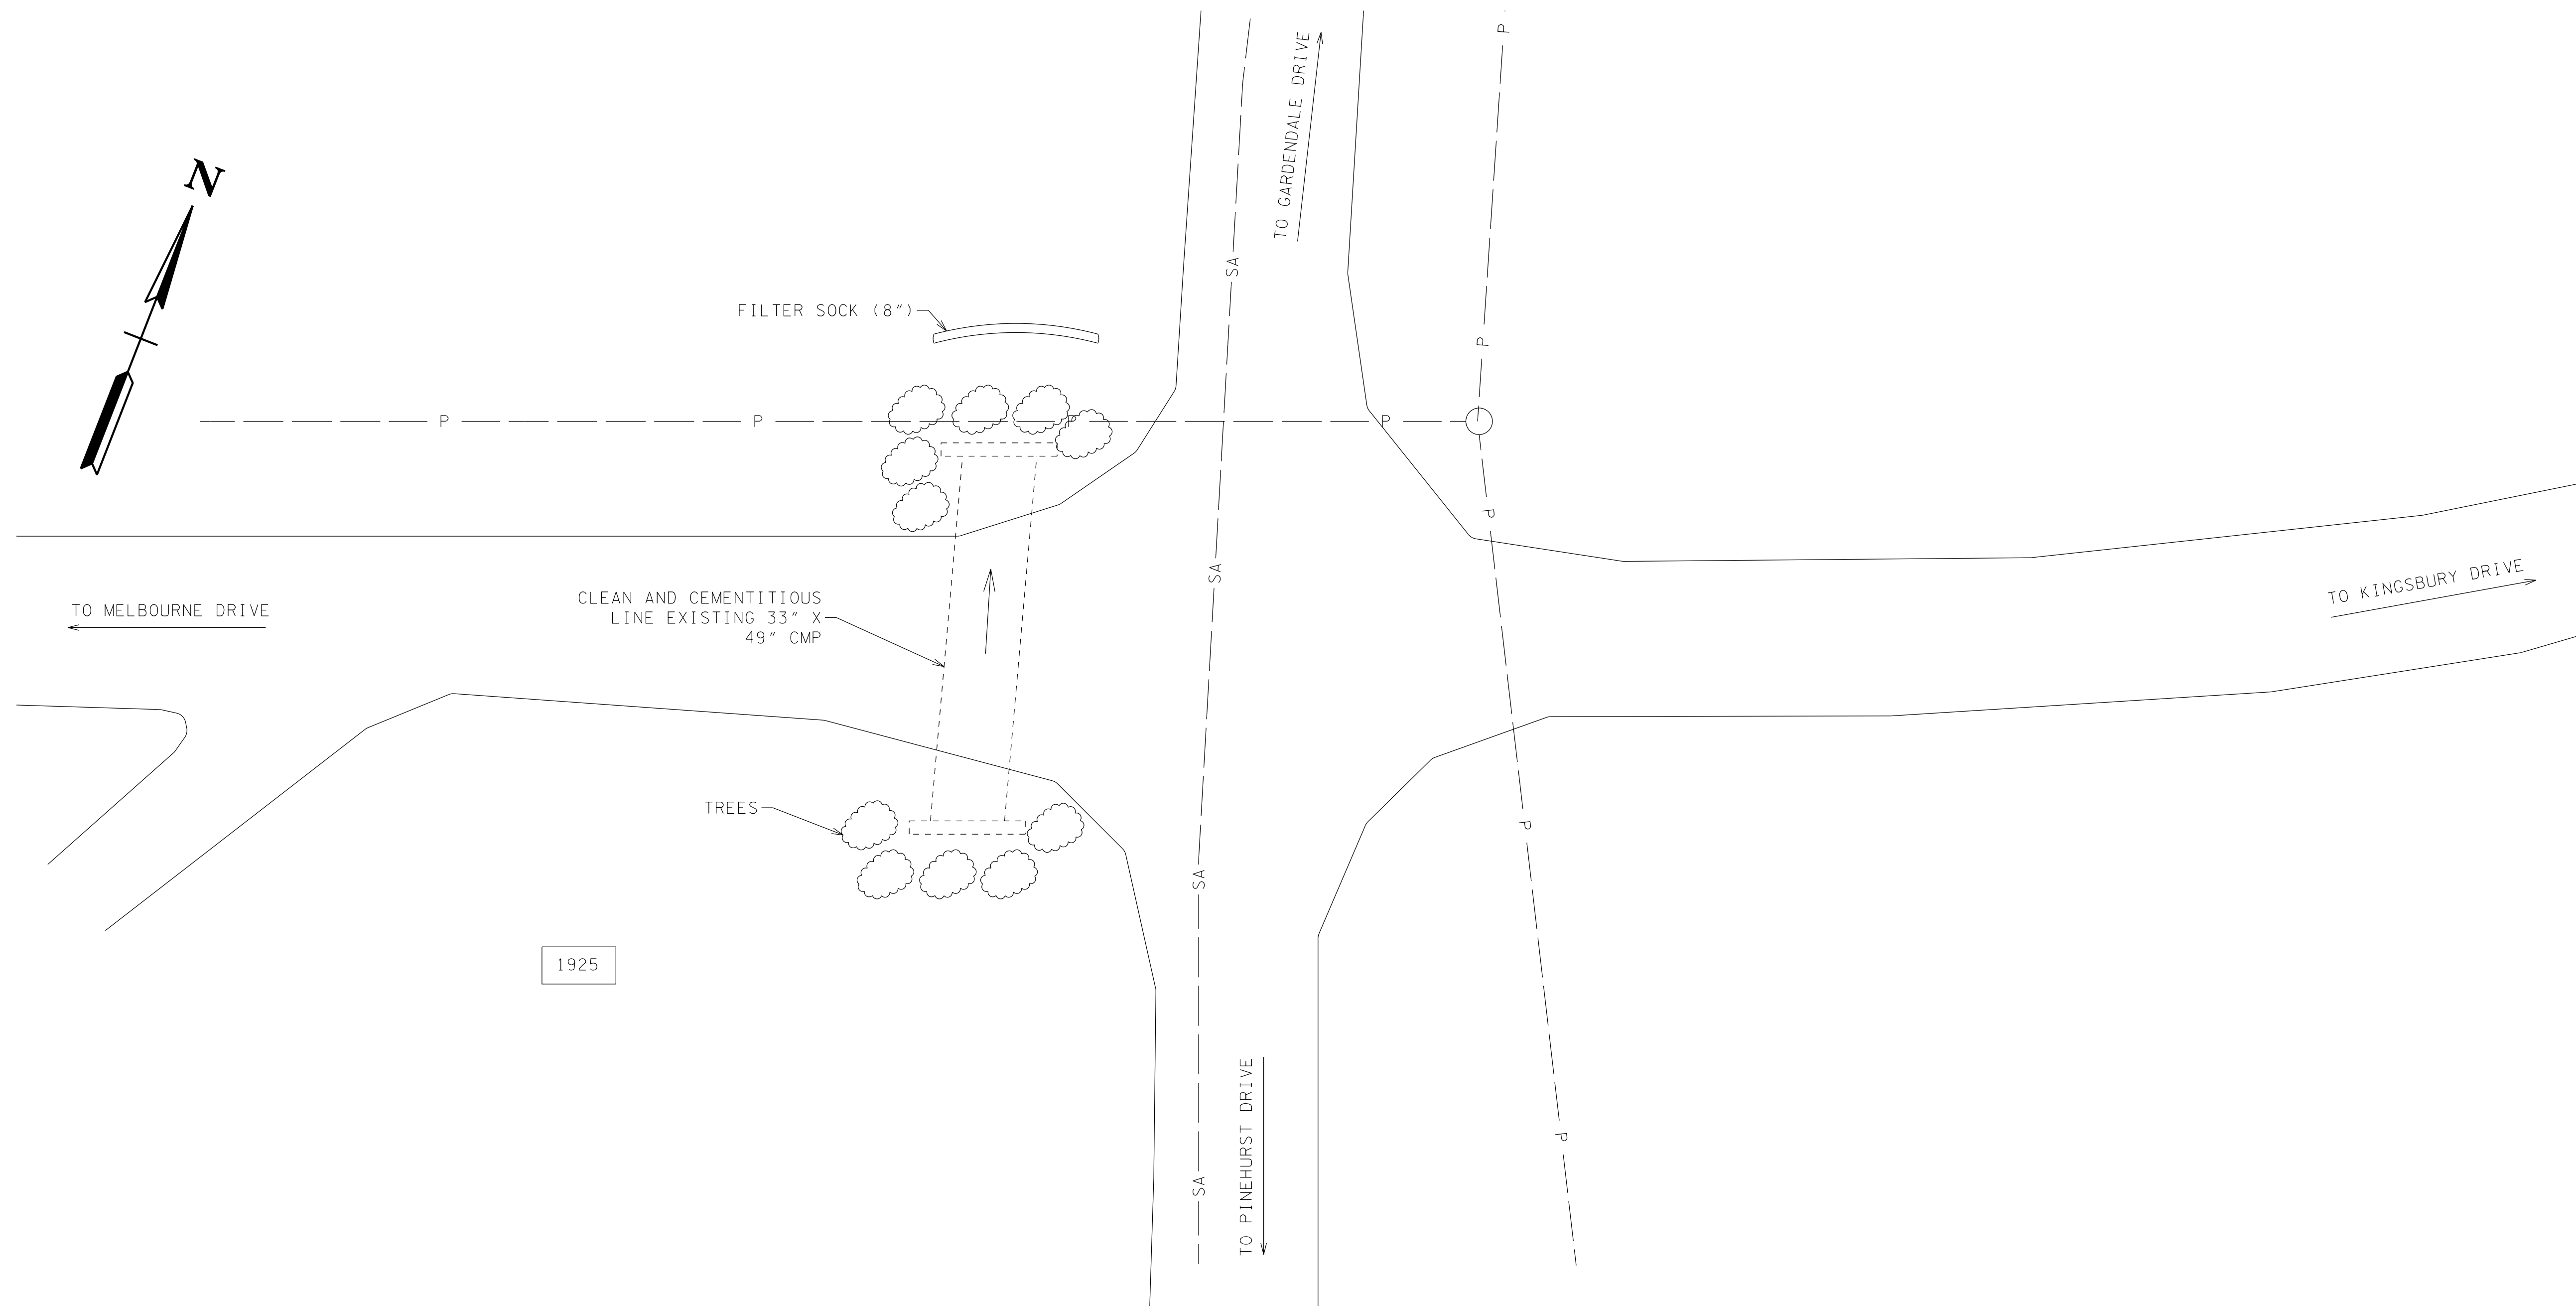 P
TO GARDENDALE DRIVE
N
SA
FILTER SOCK (8")
P
P
P
P
P
P
TO KINGSBURY DRIVE
SA
CLEAN AND CEMENTITIOUS
LINE EXISTING 33" X
49" CMP
TO MELBOURNE DRIVE
TREES
P
SA
1925
TO PINEHURST DRIVE
P
SA